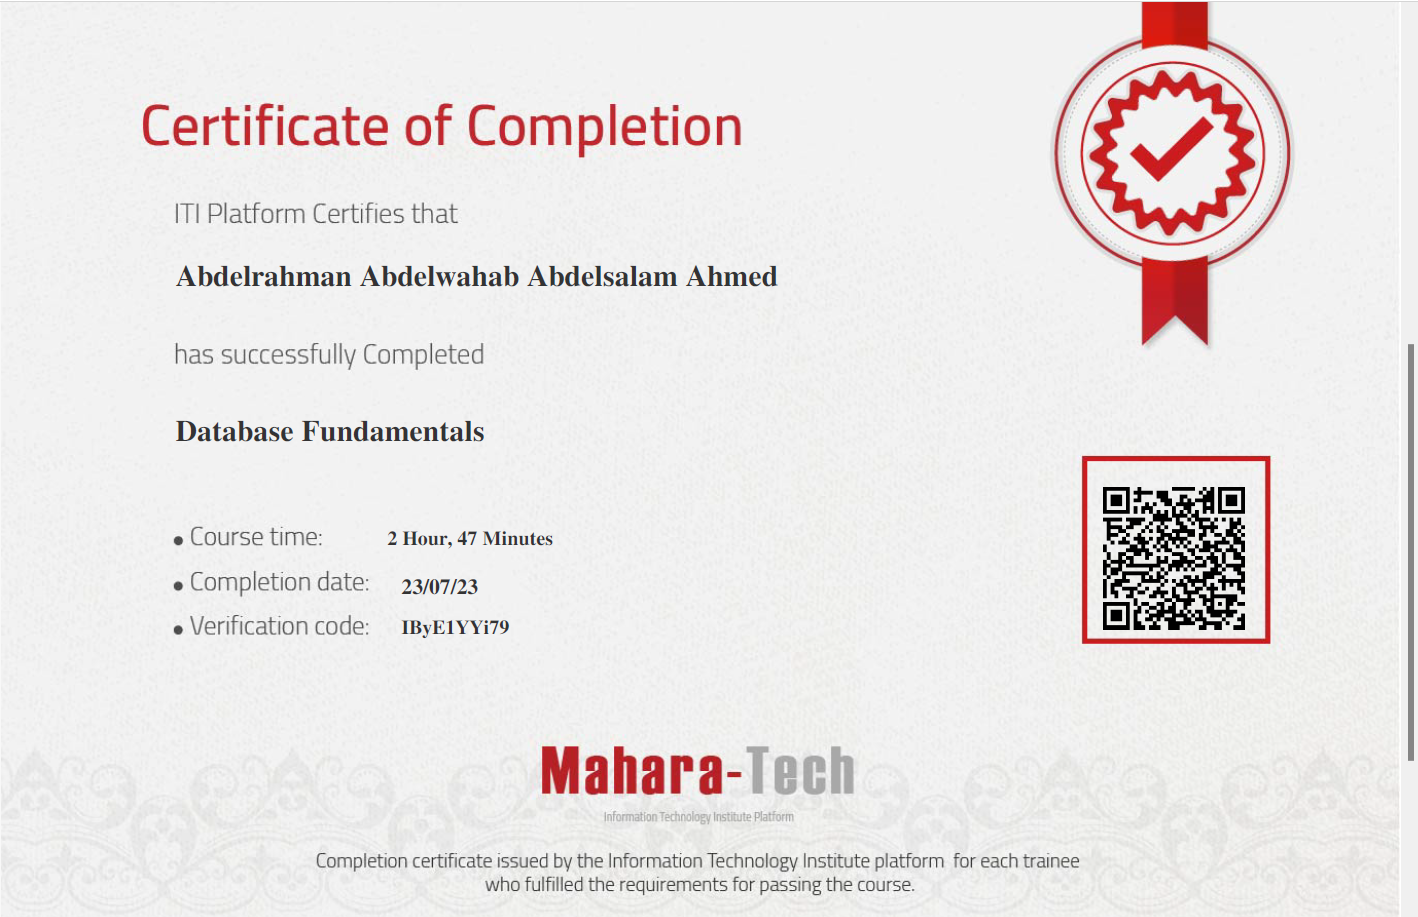 Certificate of Completion
ITI Platform Certifies that
Abdelrahman Abdelwahab Abdelsalam Ahmed
has successfully Completed
Database Fundamentals
• Course time: 2 Hour, 47 Minutes
• Completion date: 23/07/23
• Verification code: IByE1YYi79
Mahara-Tech
Information Technology Institute Platform
Completion certificate issued by the Information Technology Institute platform for each trainee
who fulfilled the requirements for passing the course.